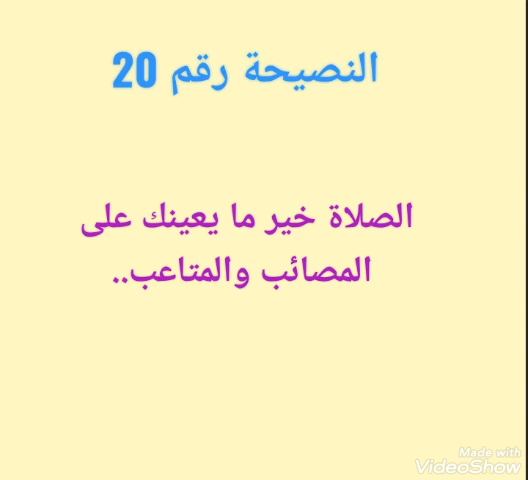 النصيحة رقم 20
الصلاة خير ما يعينك على
المصائب والمتاعب..
Made with
VideoShow